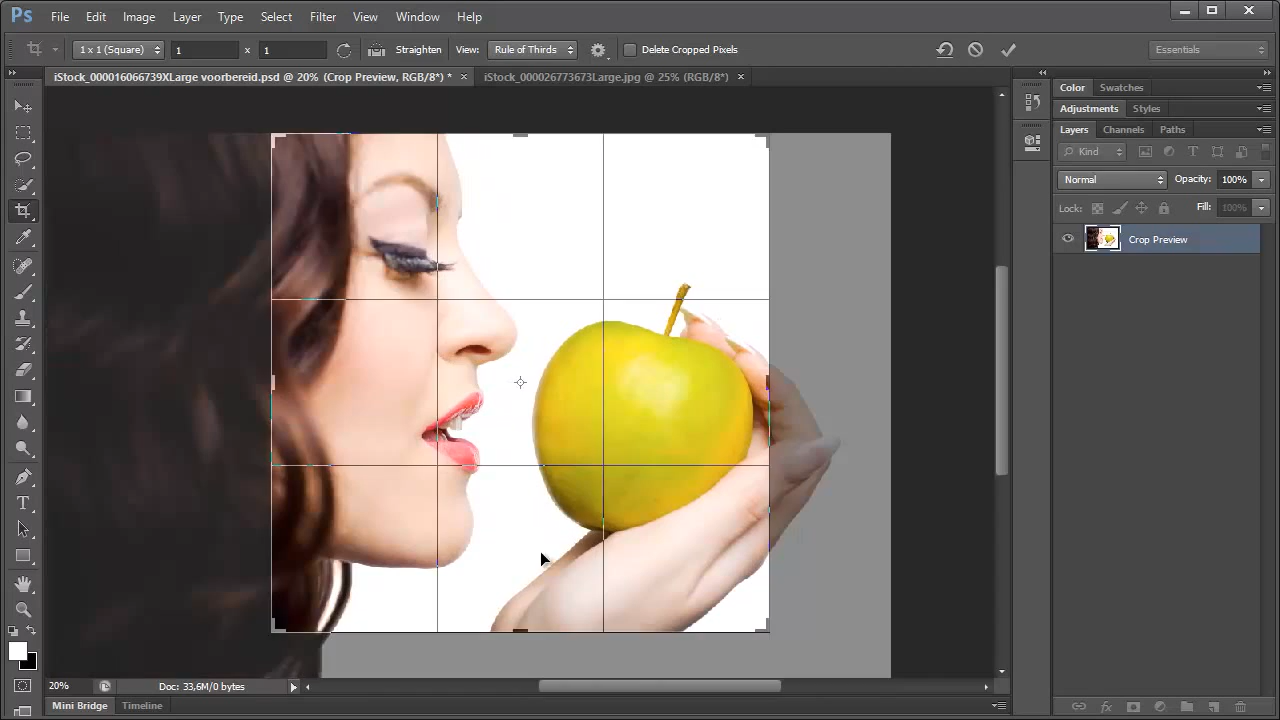 Ps File Edit Image Layer Type Select Filter View Window Help
1 x 1 (Square) 1 x 1 Straighten View: Rule of Thirds Delete Cropped Pixels Essentials
iStock_000016066739XLarge voorbereid.psd @ 20% (Crop Preview, RGB/8*) * × iStock_000026773673Large.jpg @ 25% (RGB/8*) ×
Color Swatches
Adjustments Styles
Layers Channels Paths
Kind
Normal Opacity: 100%
Lock: Fill: 100%
Crop Preview
20% Doc: 33,6M/0 bytes
Mini Bridge Timeline